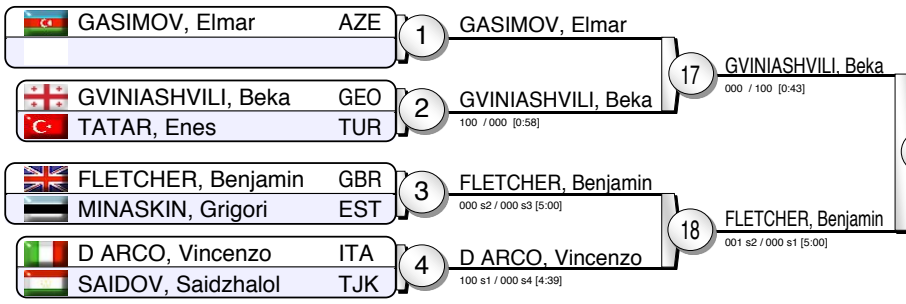 GASIMOV, Elmar AZE
1
GASIMOV, Elmar
17
GVINIASHVILI, Beka
000 / 100 [0:43]
GVINIASHVILI, Beka GEO
TATAR, Enes TUR
2
GVINIASHVILI, Beka
100 / 000 [0:58]
FLETCHER, Benjamin GBR
MINASKIN, Grigori EST
3
FLETCHER, Benjamin
000 s2 / 000 s3 [5:00]
18
FLETCHER, Benjamin
001 s2 / 000 s1 [5:00]
D ARCO, Vincenzo ITA
SAIDOV, Saidzhalol TJK
4
D ARCO, Vincenzo
100 s1 / 000 s4 [4:39]